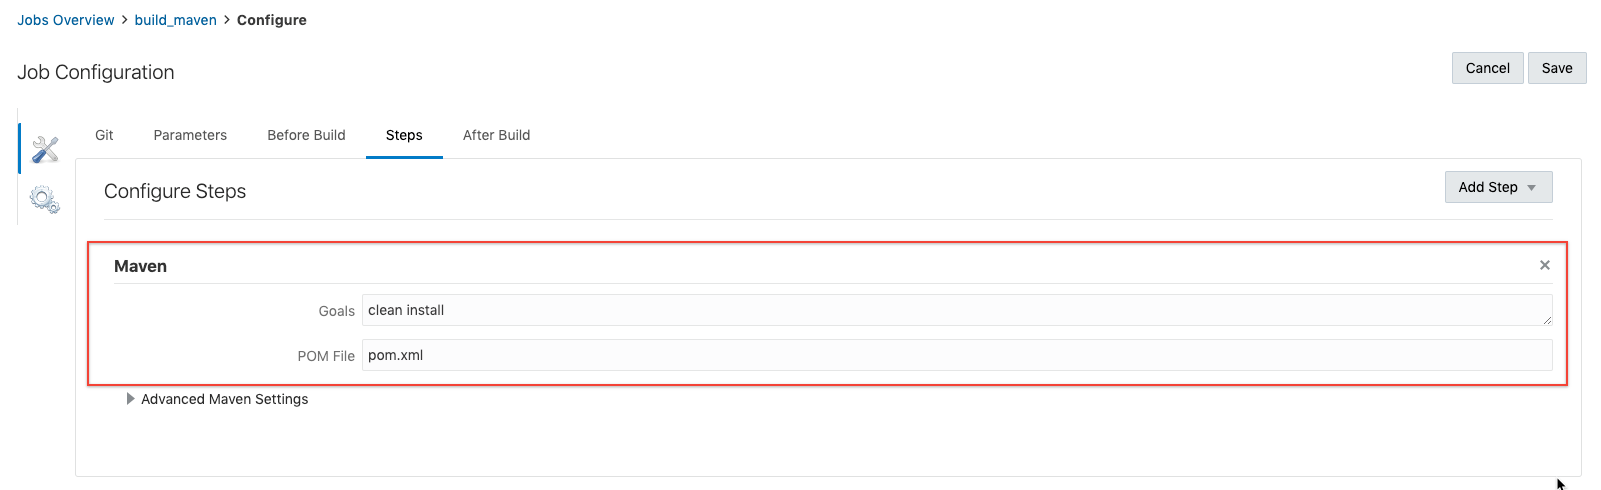 Jobs Overview > build_maven > Configure
Job Configuration
Cancel Save
Git Parameters Before Build Steps After Build
Configure Steps
Add Step
Maven
Goals clean install
POM File pom.xml
Advanced Maven Settings